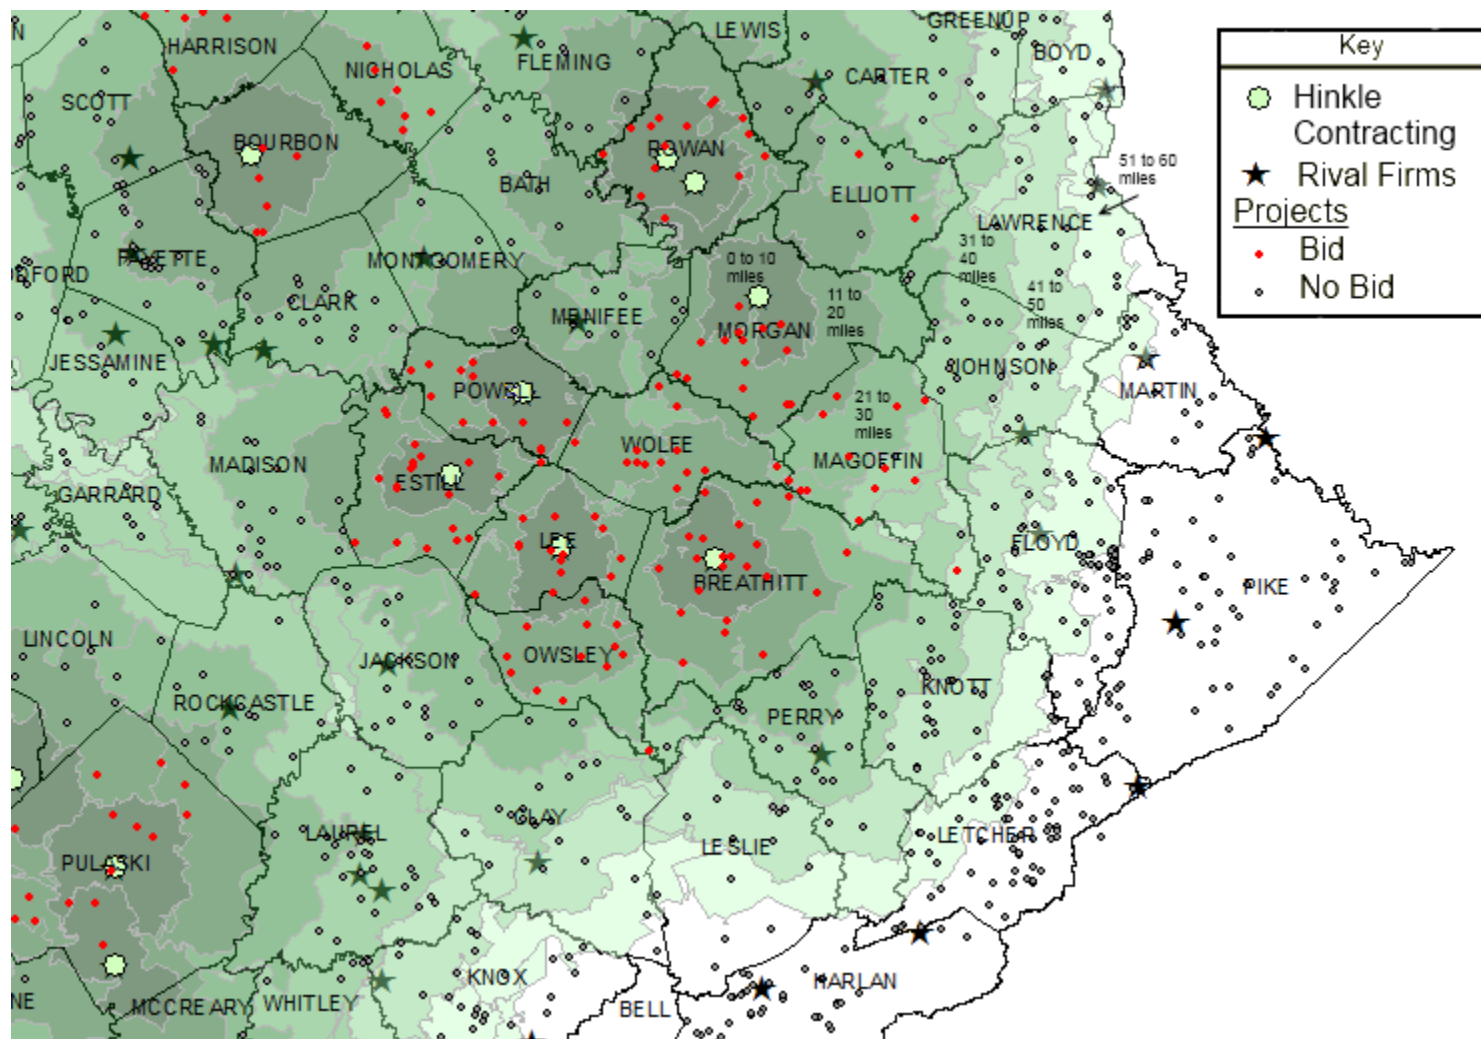 GREENUP
LEWIS
HARRISON
BOYD
FLEMING
NICHOLAS
CARTER
SCOTT
BOURBON
ROWAN
BATH
ELLIOTT
LAWRENCE
51 to 60
miles
FAYETTE
MONTGOMERY
0 to 10
miles
31 to
40
miles
CLARK
MENIFEE
MORGAN
11 to
20
miles
41 to
50
miles
JESSAMINE
JOHNSON
MARTIN
POWELL
21 to
30
miles
WOLFE
MADISON
MAGOFFIN
ESTILL
GARRARD
LEE
FLOYD
BREATHITT
PIKE
LINCOLN
OWSLEY
JACKSON
KNOTT
ROCKCASTLE
PERRY
CLAY
LAUREL
LETCHER
LESLIE
PULASKI
KNOX
HARLAN
MCCREARY
WHITLEY
BELL
Key
Hinkle
Contracting
Rival Firms
Projects
Bid
No Bid